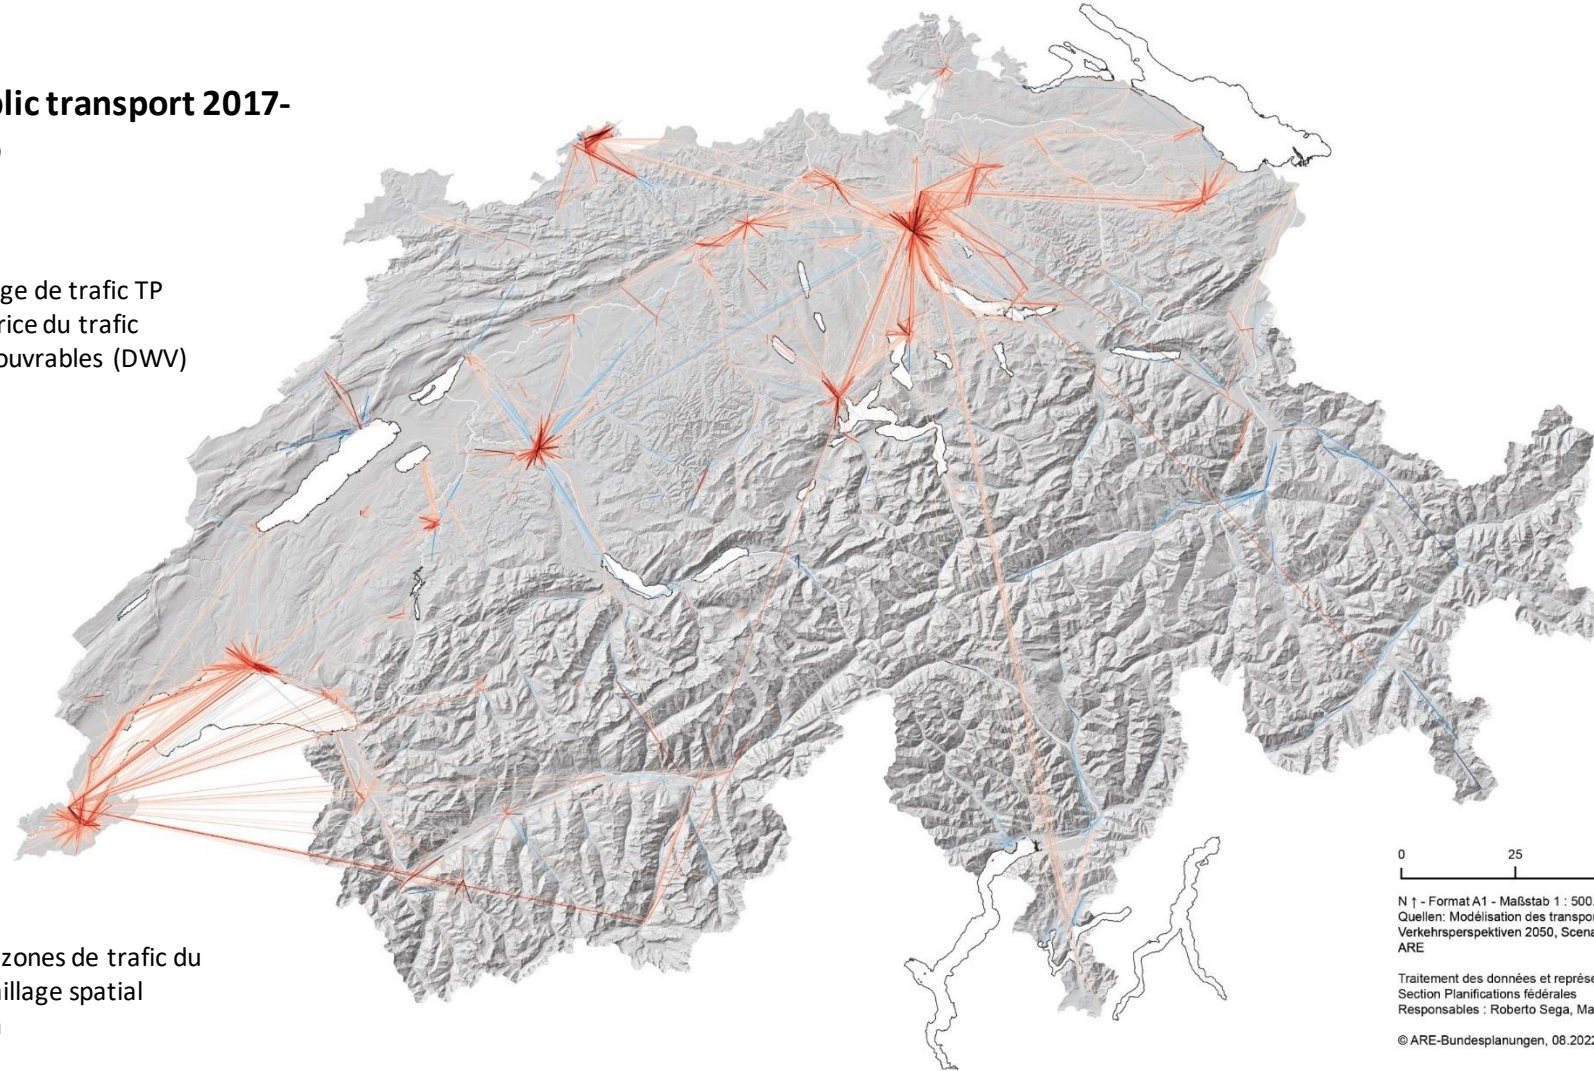 blic transport 2017-
ge de trafic TP
rice du trafic
ouvrables (DWV)
zones de trafic du
illage spatial
0 25
N ↑ - Format A1 - Maßstab 1 : 500.
Quellen: Modélisation des transpor
Verkehrsperspektiven 2050, Scena
ARE
Traitement des données et représe
Section Planifications fédérales
Responsables : Roberto Sega, Ma
© ARE-Bundesplanungen, 08.2022